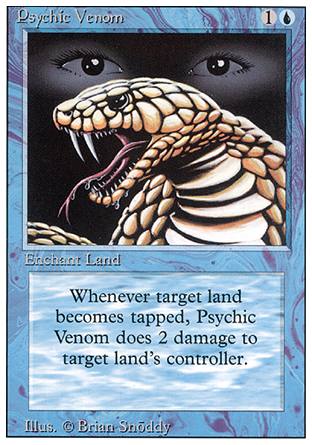 Psychic Venom 1
Enchant Land
Whenever target land
becomes tapped, Psychic
Venom does 2 damage to
target land's controller.
Illus. © Brian Snōddy